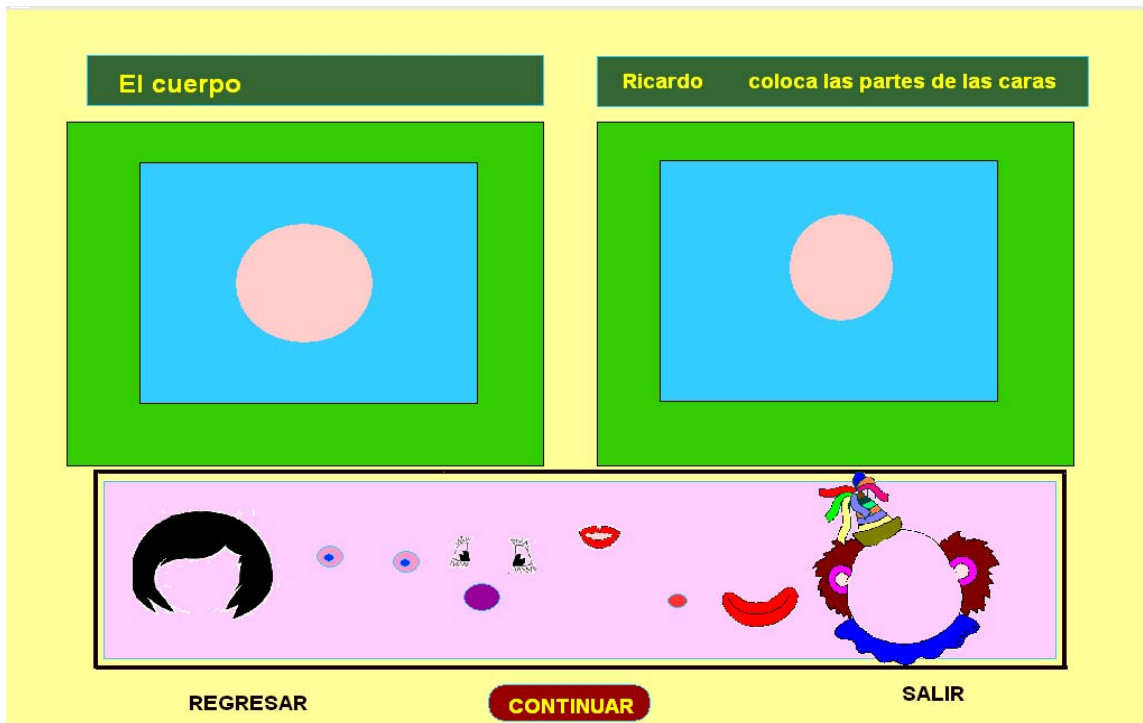 El cuerpo
Ricardo coloca las partes de las caras
REGRESAR
CONTINUAR
SALIR